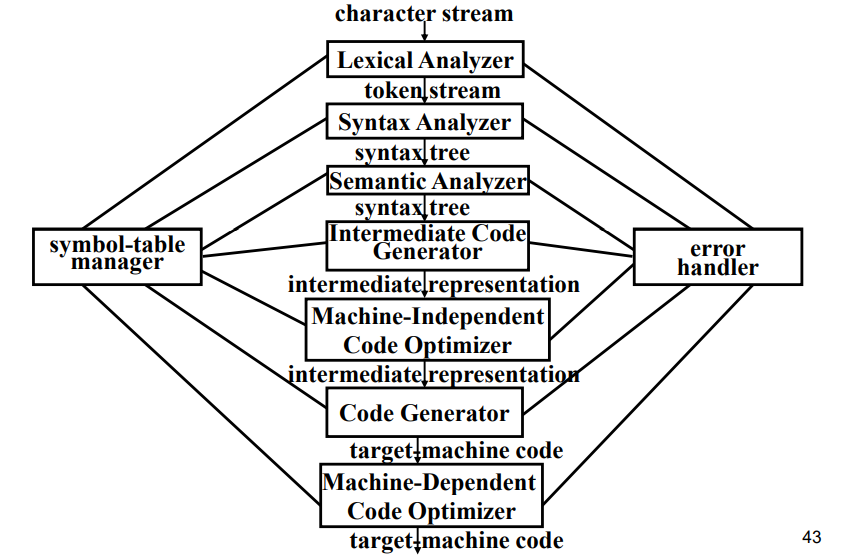 character stream
Lexical Analyzer
token stream
Syntax Analyzer
syntax tree
Semantic Analyzer
syntax tree
symbol-table
manager
Intermediate Code
Generator
error
handler
intermediate representation
Machine-Independent
Code Optimizer
intermediate representation
Code Generator
target-machine code
Machine-Dependent
Code Optimizer
target-machine code
43